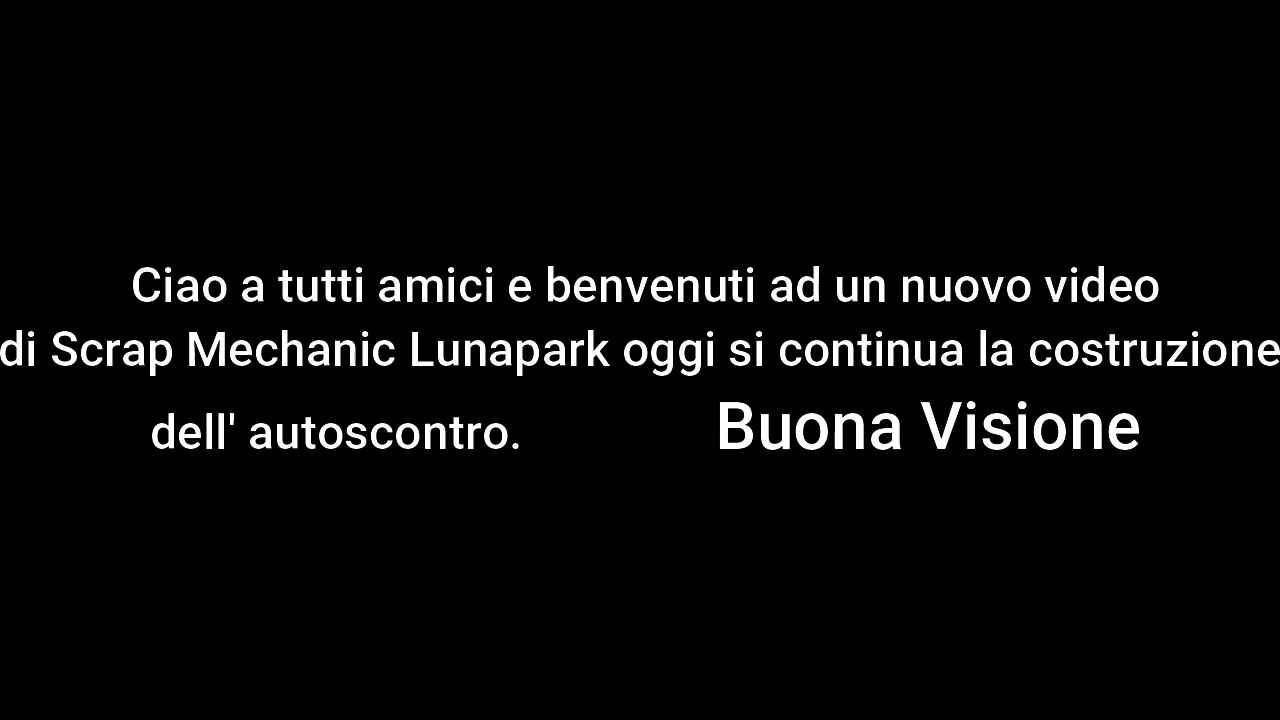 Ciao a tutti amici e benvenuti ad un nuovo video
di Scrap Mechanic Lunapark oggi si continua la costruzione
dell' autoscontro. Buona Visione